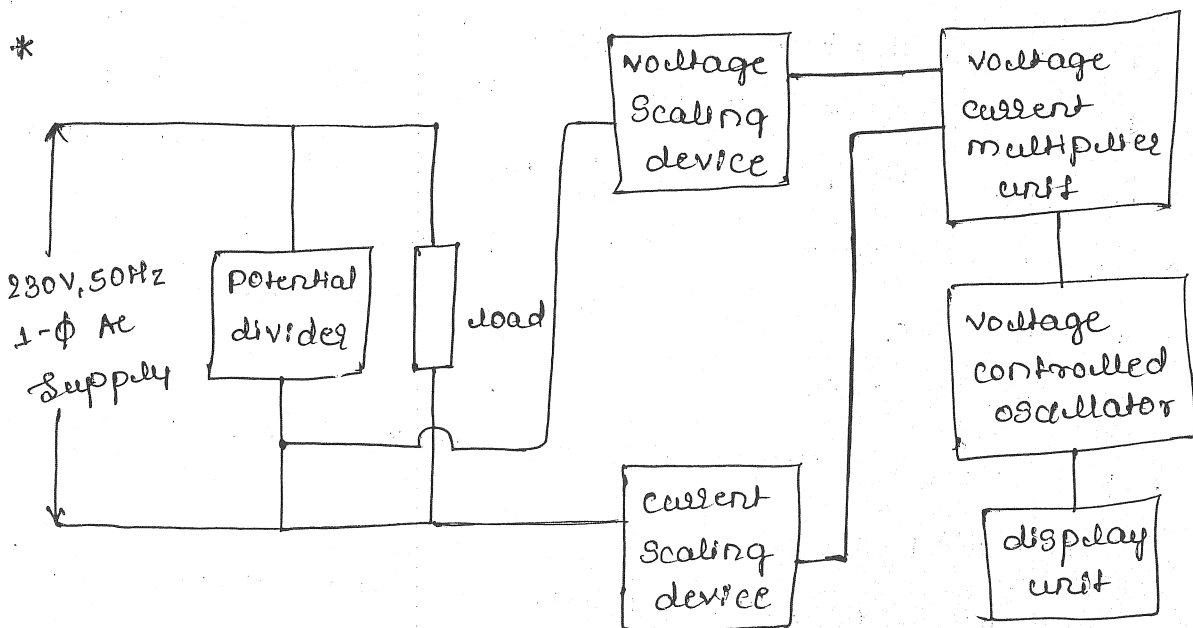 *
230V, 50Hz
1-ϕ Ac
Supply
potential
divider
load
voltage
Scaling
device
current
scaling
device
voltage
current
multiplier
unit
voltage
controlled
oscillator
display
unit